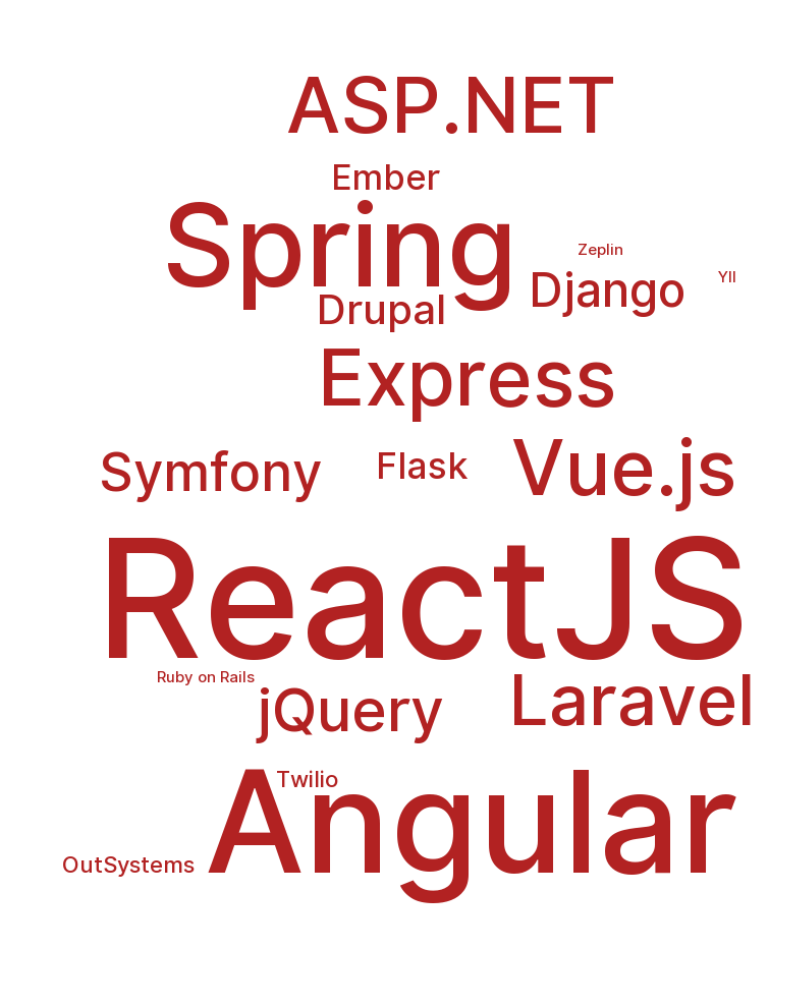 ASP.NET
Ember
Spring
Zeplin
YII
Django
Drupal
Express
Symfony
Flask
Vue.js
ReactJS
Ruby on Rails
jQuery
Laravel
Twilio
Angular
OutSystems